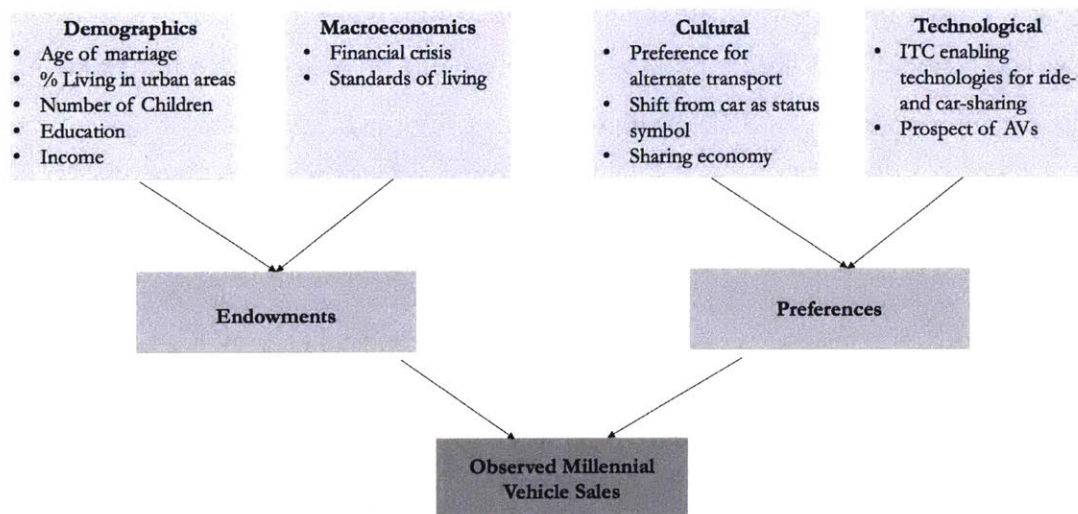 Demographics
• Age of marriage
• % Living in urban areas
• Number of Children
• Education
• Income
Macroeconomics
• Financial crisis
• Standards of living
Cultural
• Preference for
alternate transport
• Shift from car as status
symbol
• Sharing economy
Technological
• ITC enabling
technologies for ride-
and car-sharing
• Prospect of AVs
Endowments
Preferences
Observed Millennial
Vehicle Sales